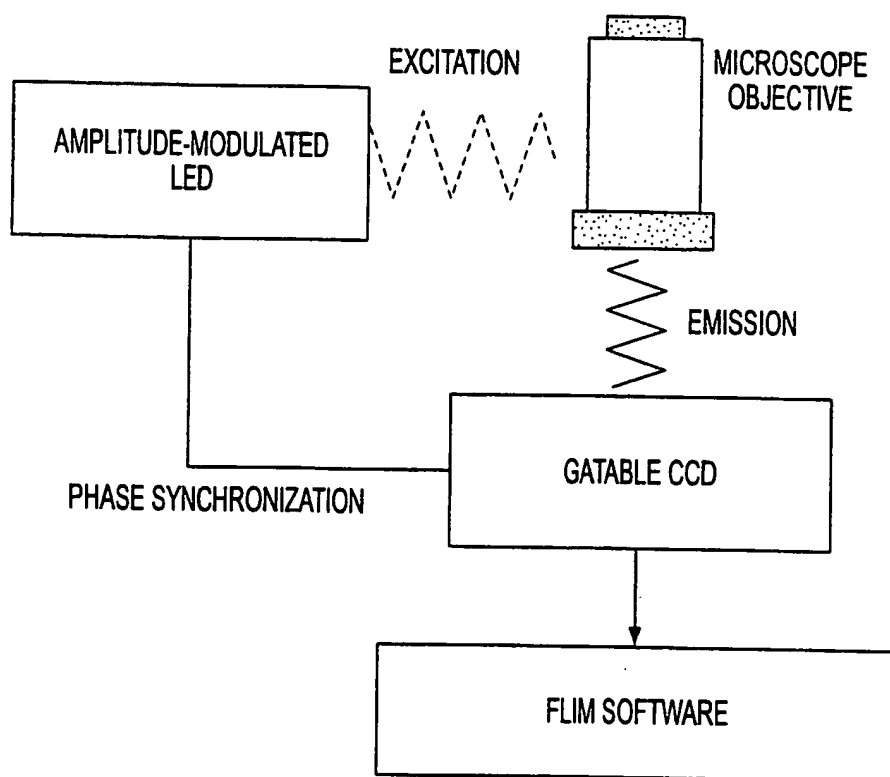 EXCITATION
MICROSCOPE
OBJECTIVE
AMPLITUDE-MODULATED
LED
EMISSION
PHASE SYNCHRONIZATION
GATABLE CCD
FLIM SOFTWARE